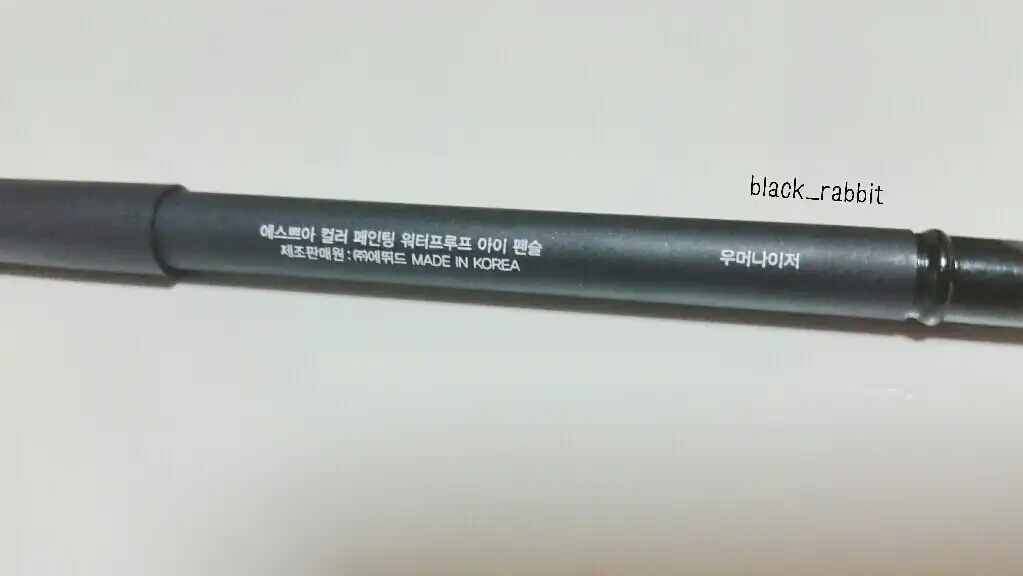 black_rabbit
에스쁘아 컬러 페인팅 워터프루프 아이 펜슬
제조판매원 : ㈜에뛰드 MADE IN KOREA
우머나이저